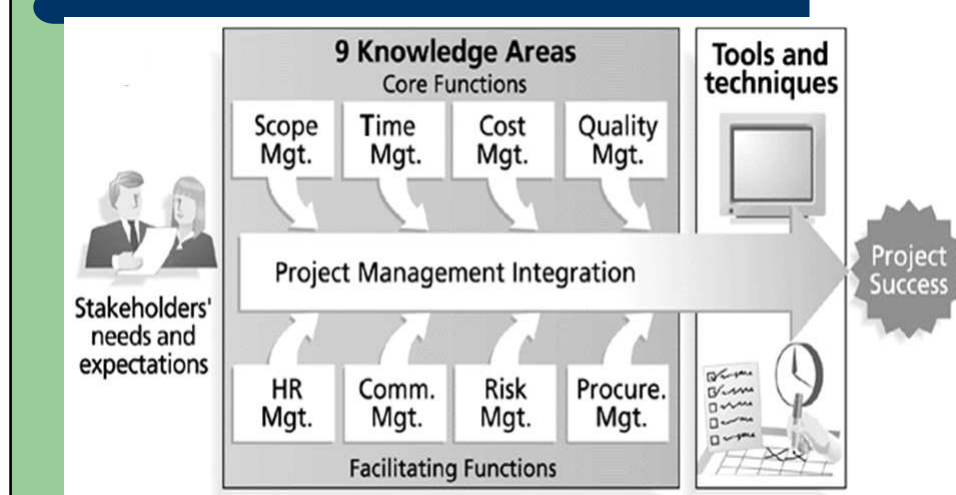 9 Knowledge Areas
Core Functions
Scope
Mgt.
Time
Mgt.
Cost
Mgt.
Quality
Mgt.
Tools and
techniques
Stakeholders'
needs and
expectations
Project Management Integration
Project
Success
HR
Mgt.
Comm.
Mgt.
Risk
Mgt.
Procure.
Mgt.
Facilitating Functions